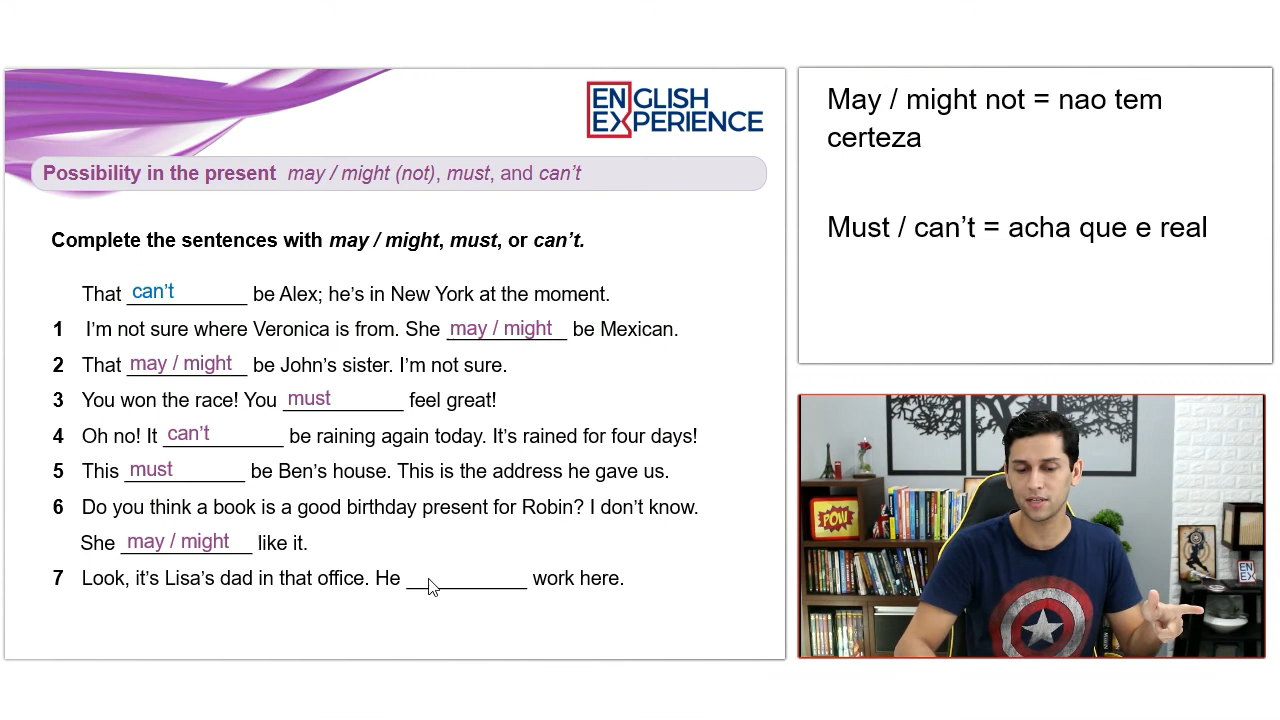 ENGLISH
EXPERIENCE
Possibility in the present may / might (not), must, and can’t
Complete the sentences with may / might, must, or can’t.
That can’t be Alex; he’s in New York at the moment.
1 I’m not sure where Veronica is from. She may / might be Mexican.
2 That may / might be John’s sister. I’m not sure.
3 You won the race! You must feel great!
4 Oh no! It can’t be raining again today. It’s rained for four days!
5 This must be Ben’s house. This is the address he gave us.
6 Do you think a book is a good birthday present for Robin? I don’t know.
She may / might like it.
7 Look, it’s Lisa’s dad in that office. He ___________ work here.
May / might not = nao tem
certeza
Must / can’t = acha que e real
POW
EN
EX